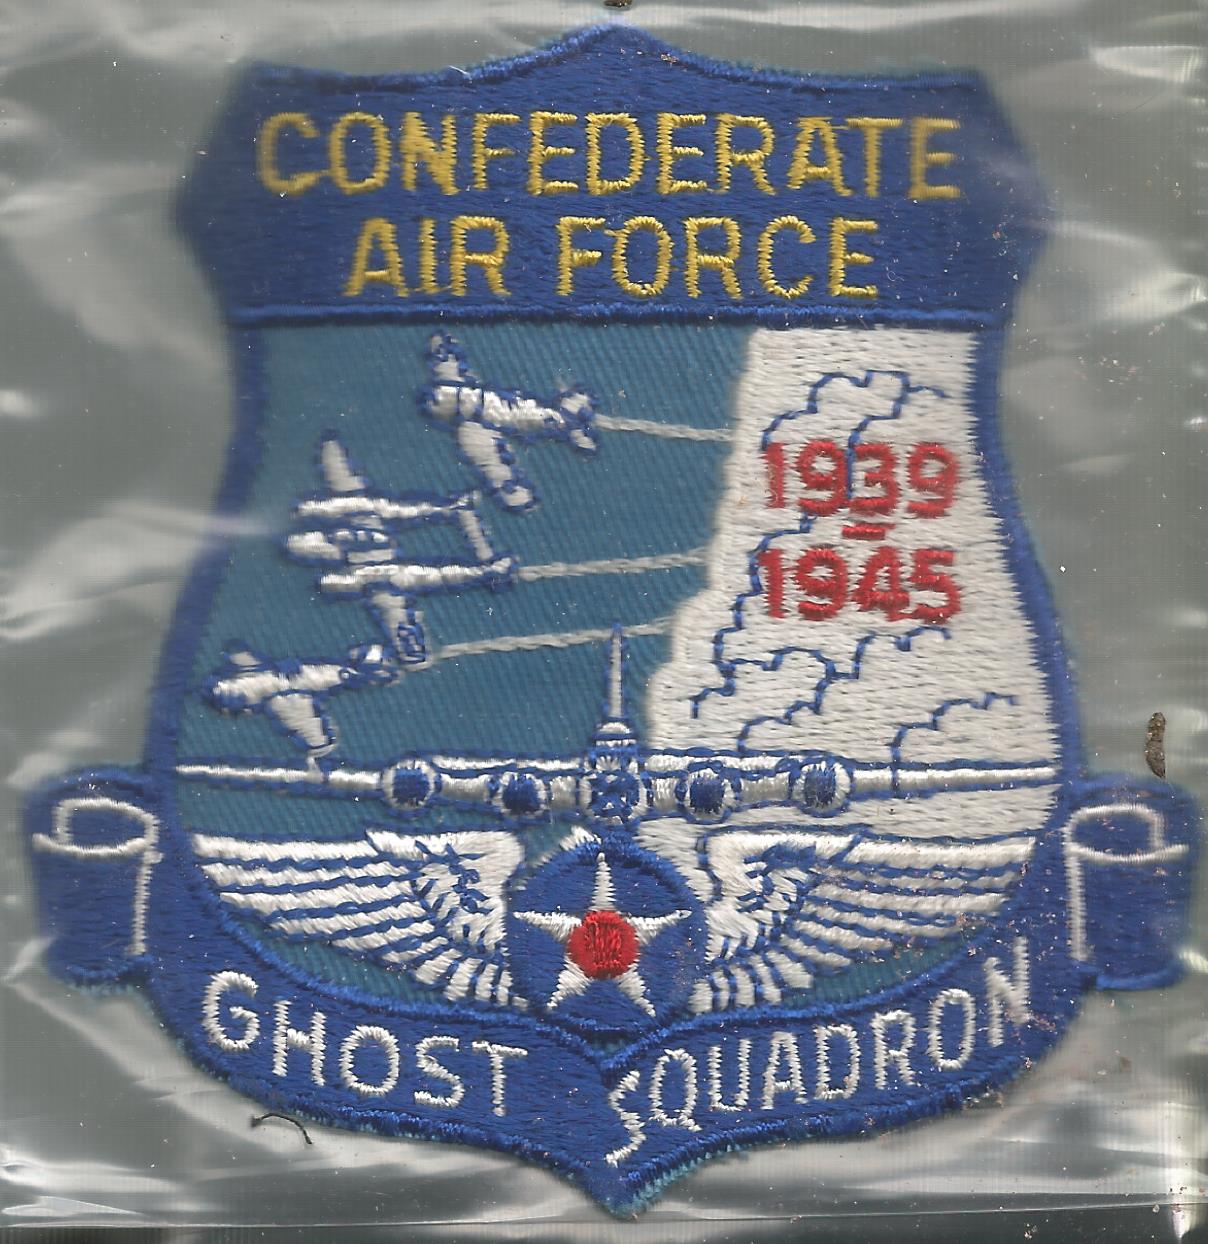 CONFEDERATE
AIR FORCE
1939
-
1945
GHOST SQUADRON